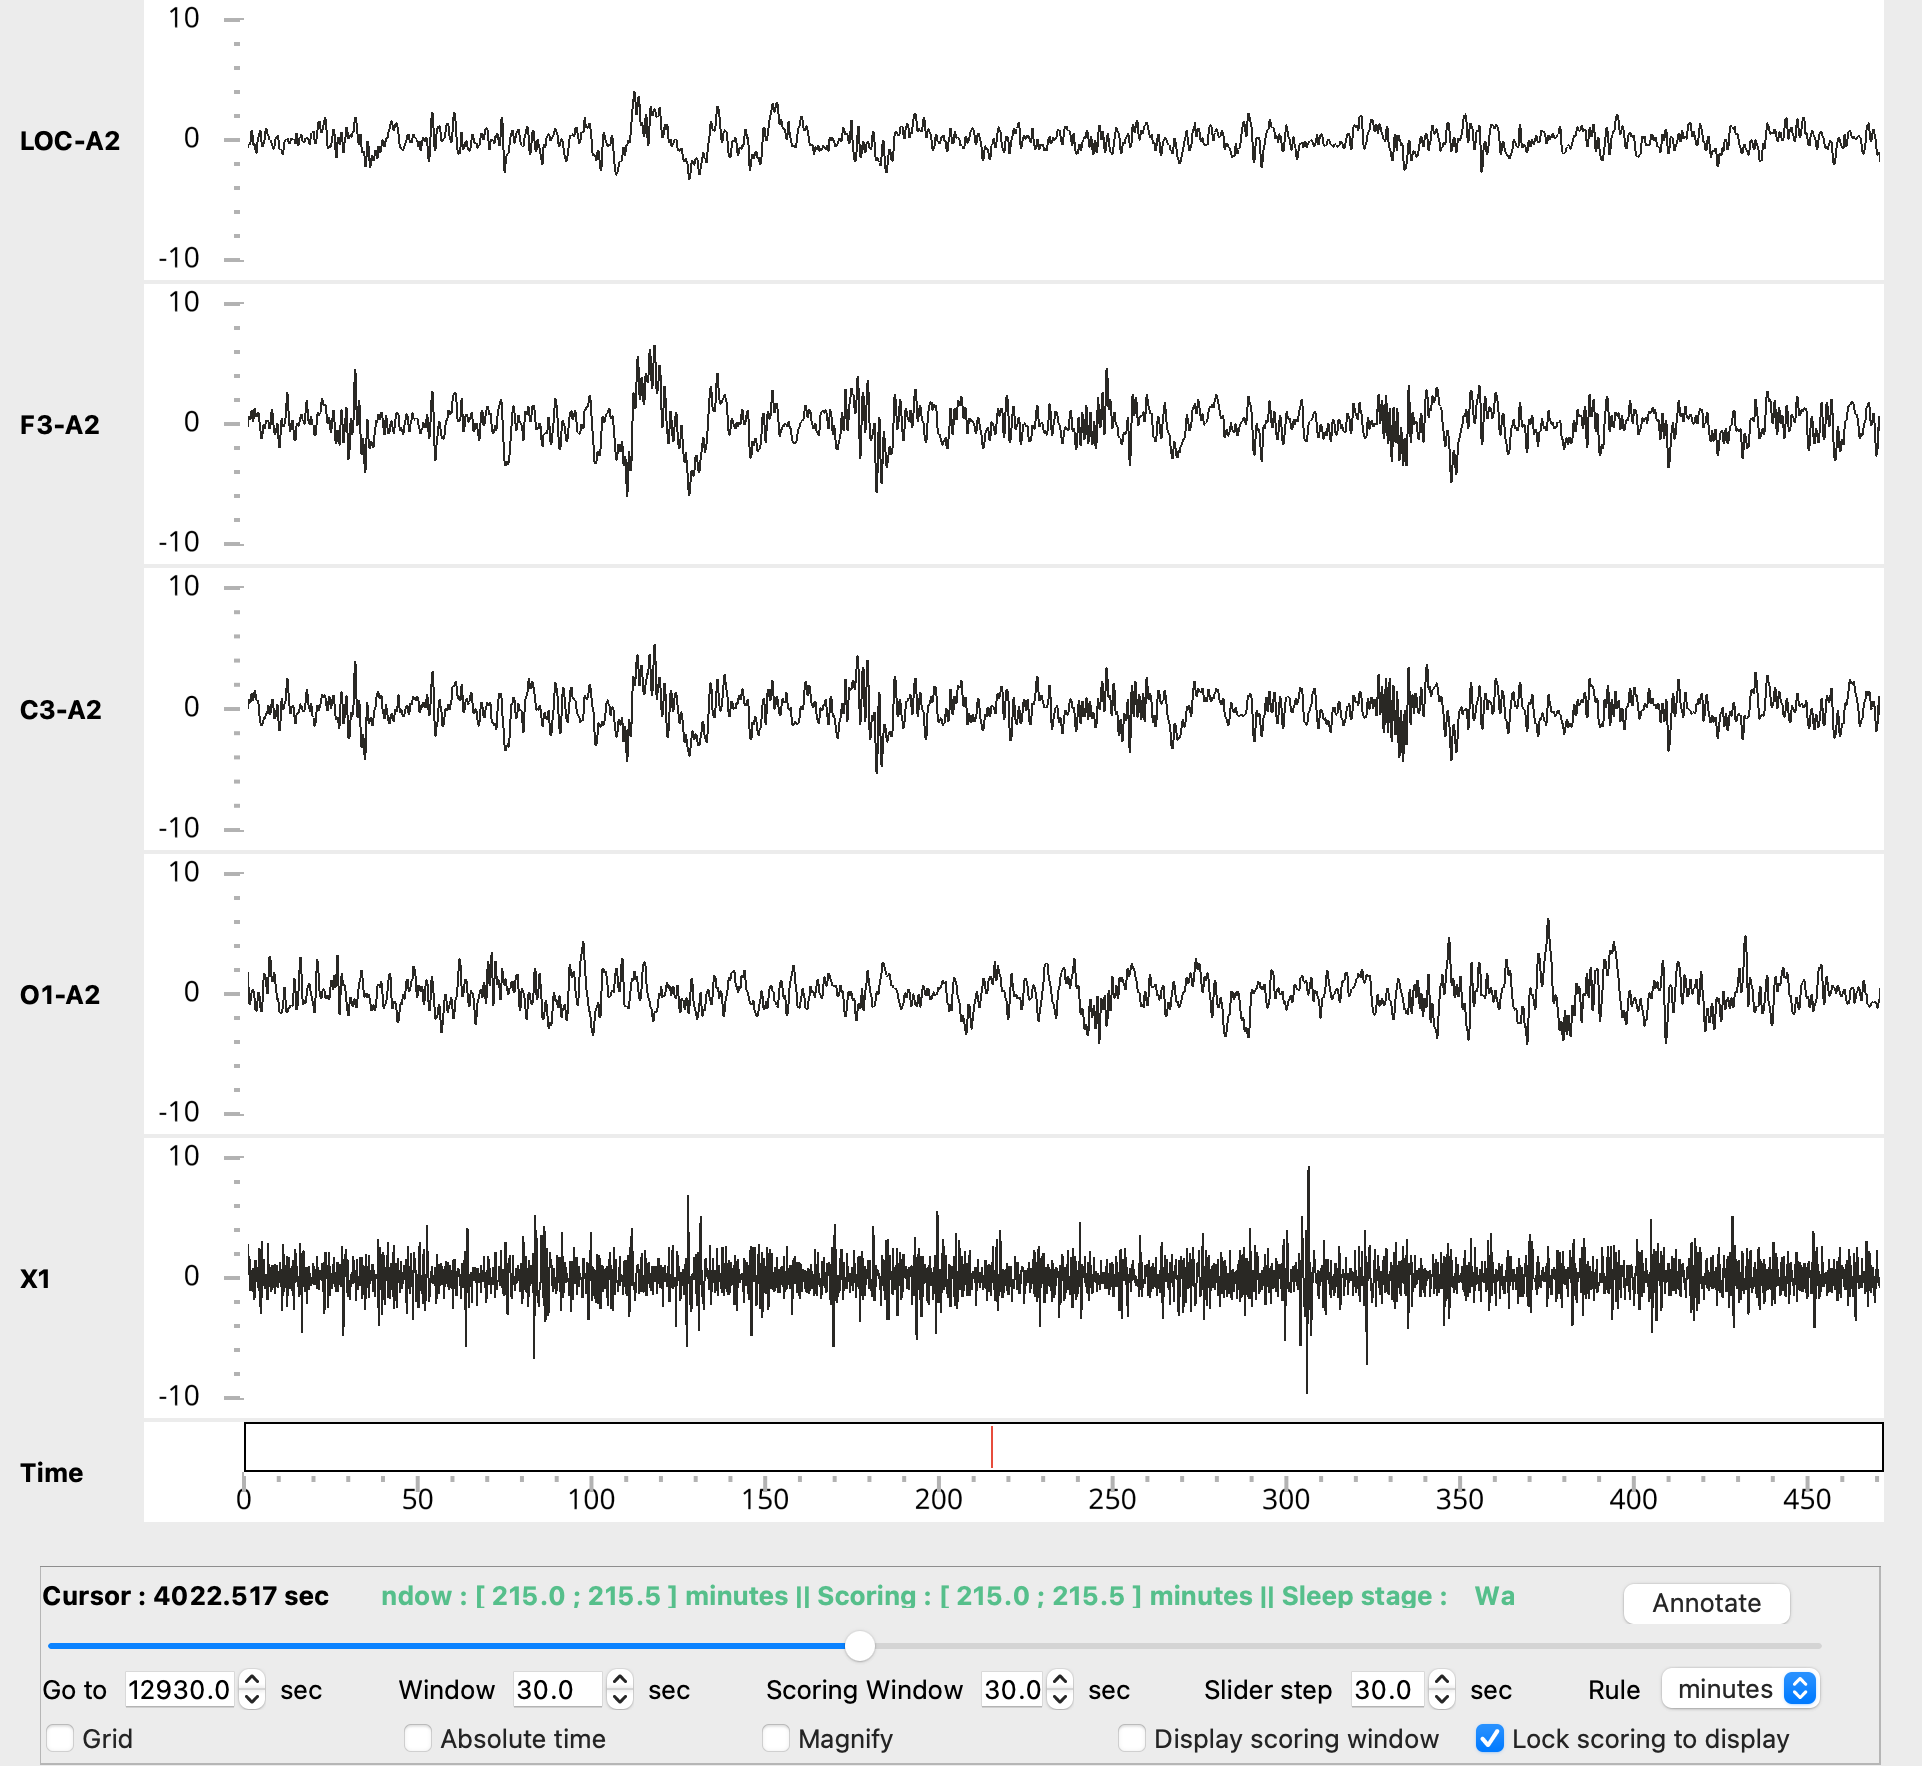 10
LOC-A2 0
-10
10
F3-A2 0
-10
10
C3-A2 0
-10
10
O1-A2 0
-10
10
X1 0
-10
Time
0 50 100 150 200 250 300 350 400 450
Cursor : 4022.517 sec ndow : [ 215.0 ; 215.5 ] minutes || Scoring : [ 215.0 ; 215.5 ] minutes || Sleep stage : Wa Annotate
Go to 12930.0 sec Window 30.0 sec Scoring Window 30.0 sec Slider step 30.0 sec Rule minutes
Grid Absolute time Magnify Display scoring window Lock scoring to display